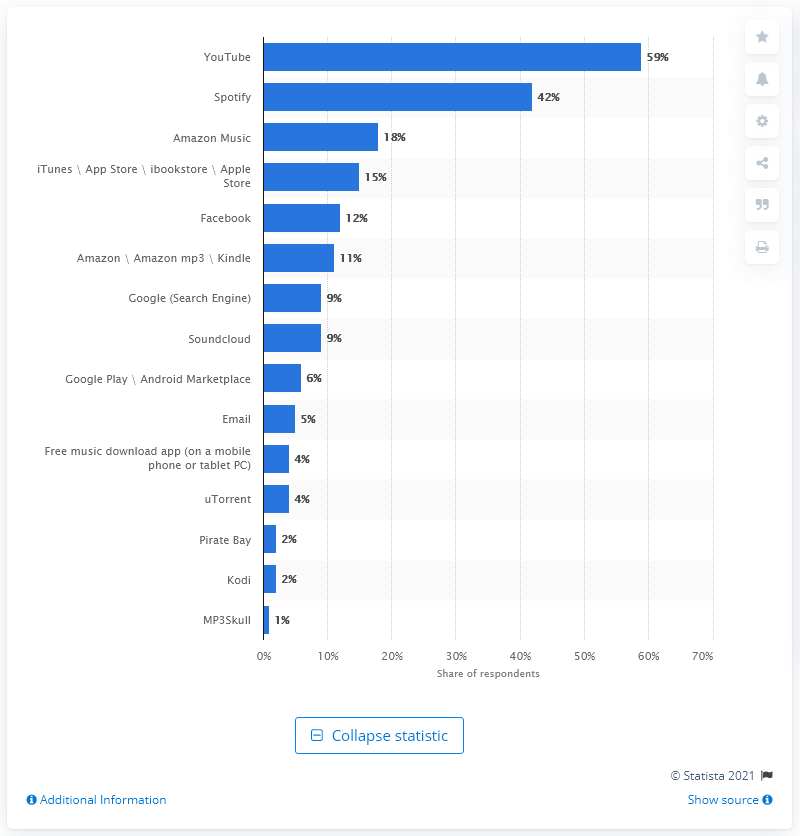 YouTube 59%
Spotify 42%
Amazon Music 18%
iTunes \ App Store \ ibookstore \ Apple
Store 15%
Facebook 12%
Amazon \ Amazon mp3 \ Kindle 11%
Google (Search Engine) 9%
Soundcloud 9%
Google Play \ Android Marketplace 6%
Email 5%
Free music download app (on a mobile
phone or tablet PC) 4%
uTorrent 4%
Pirate Bay 2%
Kodi 2%
MP3Skull 1%
0% 10% 20% 30% 40% 50% 60% 70%
Share of respondents
Collapse statistic
© Statista 2021
Additional Information
Show source